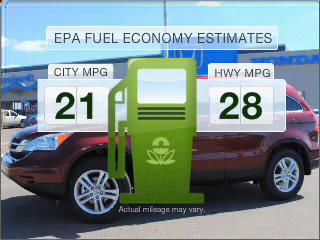 EPA FUEL ECONOMY ESTIMATES
CITY MPG
HWY MPG
21
28
Actual mileage may vary.